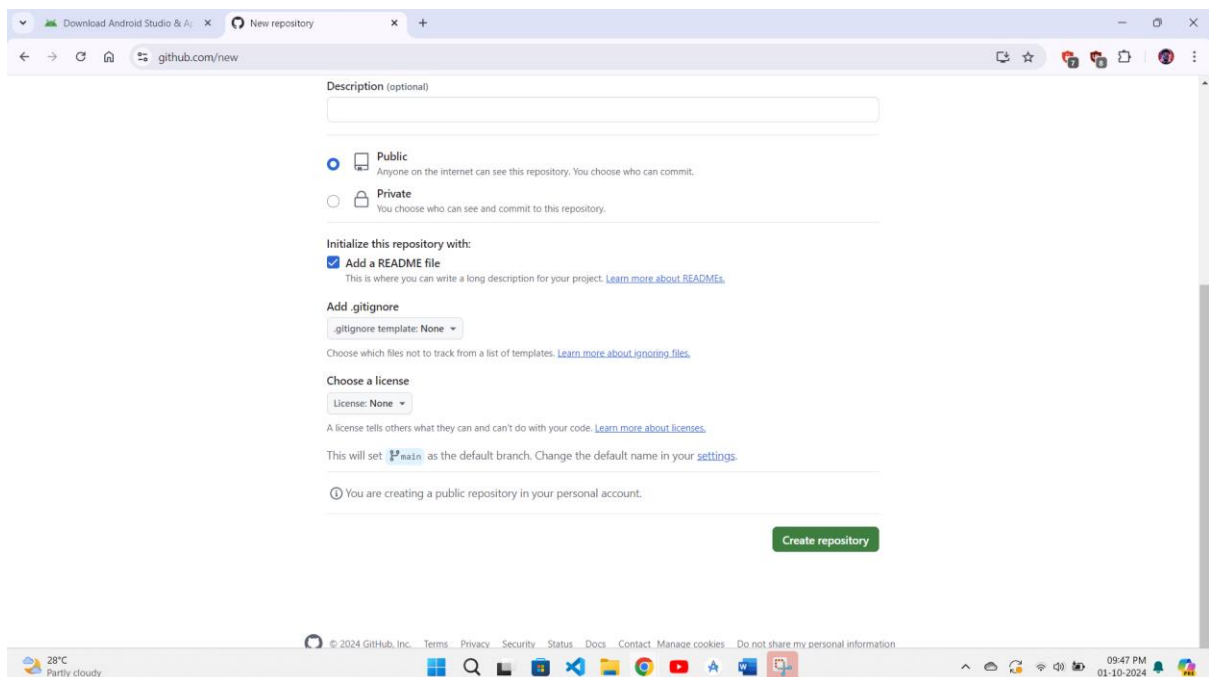 Download Android Studio & Ap
New repository
github.com/new
7
6
Description (optional)
Public
Anyone on the internet can see this repository. You choose who can commit.
Private
You choose who can see and commit to this repository.
Initialize this repository with:
Add a README file
This is where you can write a long description for your project. Learn more about READMEs.
Add .gitignore
.gitignore template: None
Choose which files not to track from a list of templates. Learn more about ignoring files.
Choose a license
License: None
A license tells others what they can and can't do with your code. Learn more about licenses.
This will set main as the default branch. Change the default name in your settings.
You are creating a public repository in your personal account.
Create repository
© 2024 GitHub, Inc. Terms Privacy Security Status Docs Contact Manage cookies Do not share my personal information
28°C
Partly cloudy
09:47 PM
01-10-2024
PRE